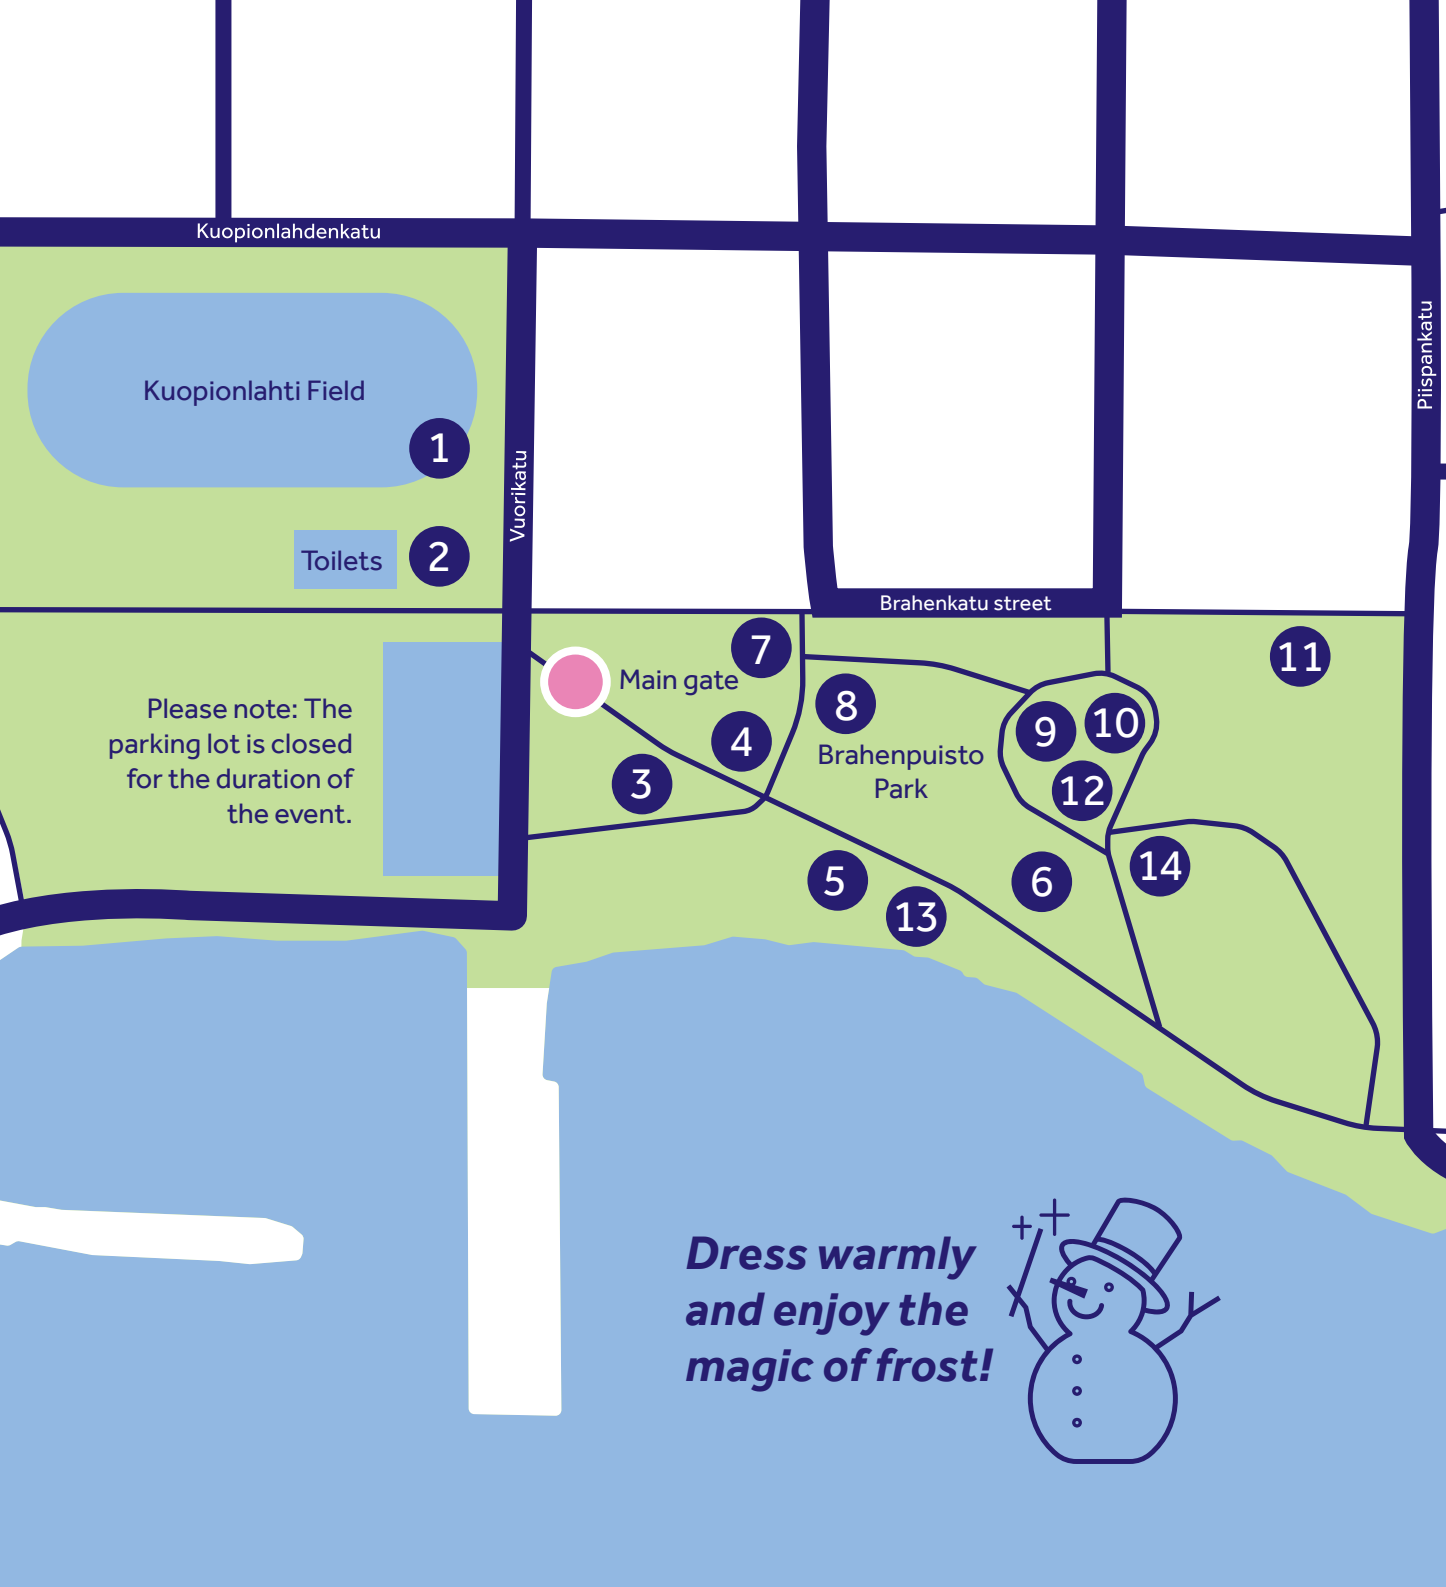 Kuopionlahdenkatu
Piispankatu
Kuopionlahti Field
1
Vuorikatu
Toilets
2
Brahenkatu street
7
Main gate
11
8
9
10
4
Brahenpuisto
Park
3
12
Please note: The
parking lot is closed
for the duration of
the event.
5
13
6
14
Dress warmly
and enjoy the
magic of frost!